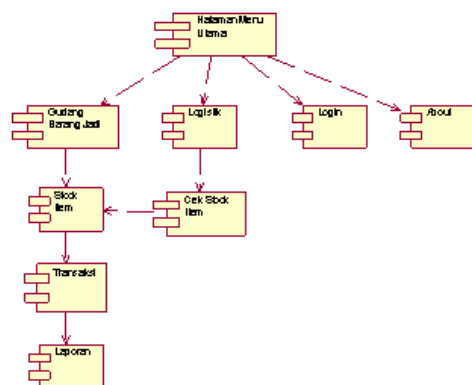 Halaman Menu
Utama
Gudang
Barang Jadi
Logistik
Login
About
Stock
Item
Cek Stock
Item
Transaksi
Laporan